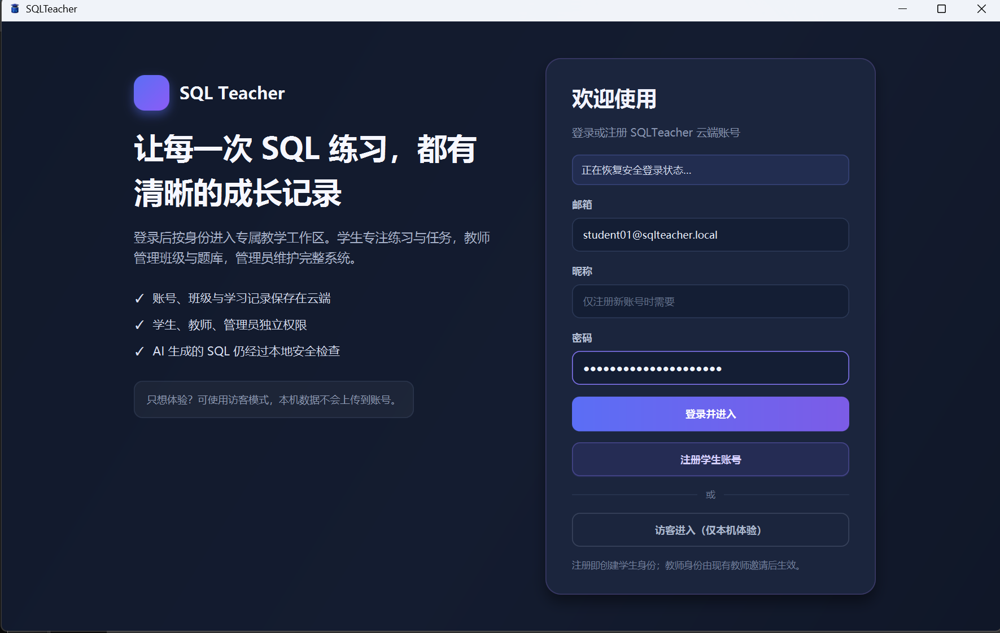 SQLTeacher
SQL Teacher
让每一次 SQL 练习，都有
清晰的成长记录
登录后按身份进入专属教学工作区。学生专注练习与任务，教师
管理班级与题库，管理员维护完整系统。
✓ 账号、班级与学习记录保存在云端
✓ 学生、教师、管理员独立权限
✓ AI 生成的 SQL 仍经过本地安全检查
只想体验？可使用访客模式，本机数据不会上传到账号。
欢迎使用
登录或注册 SQLTeacher 云端账号
正在恢复安全登录状态...
邮箱
student01@sqlteacher.local
昵称
仅注册新账号时需要
密码
●●●●●●●●●●●●●●●●●●●●●
登录并进入
注册学生账号
或
访客进入（仅本机体验）
注册即创建学生身份；教师身份由现有教师邀请后生效。